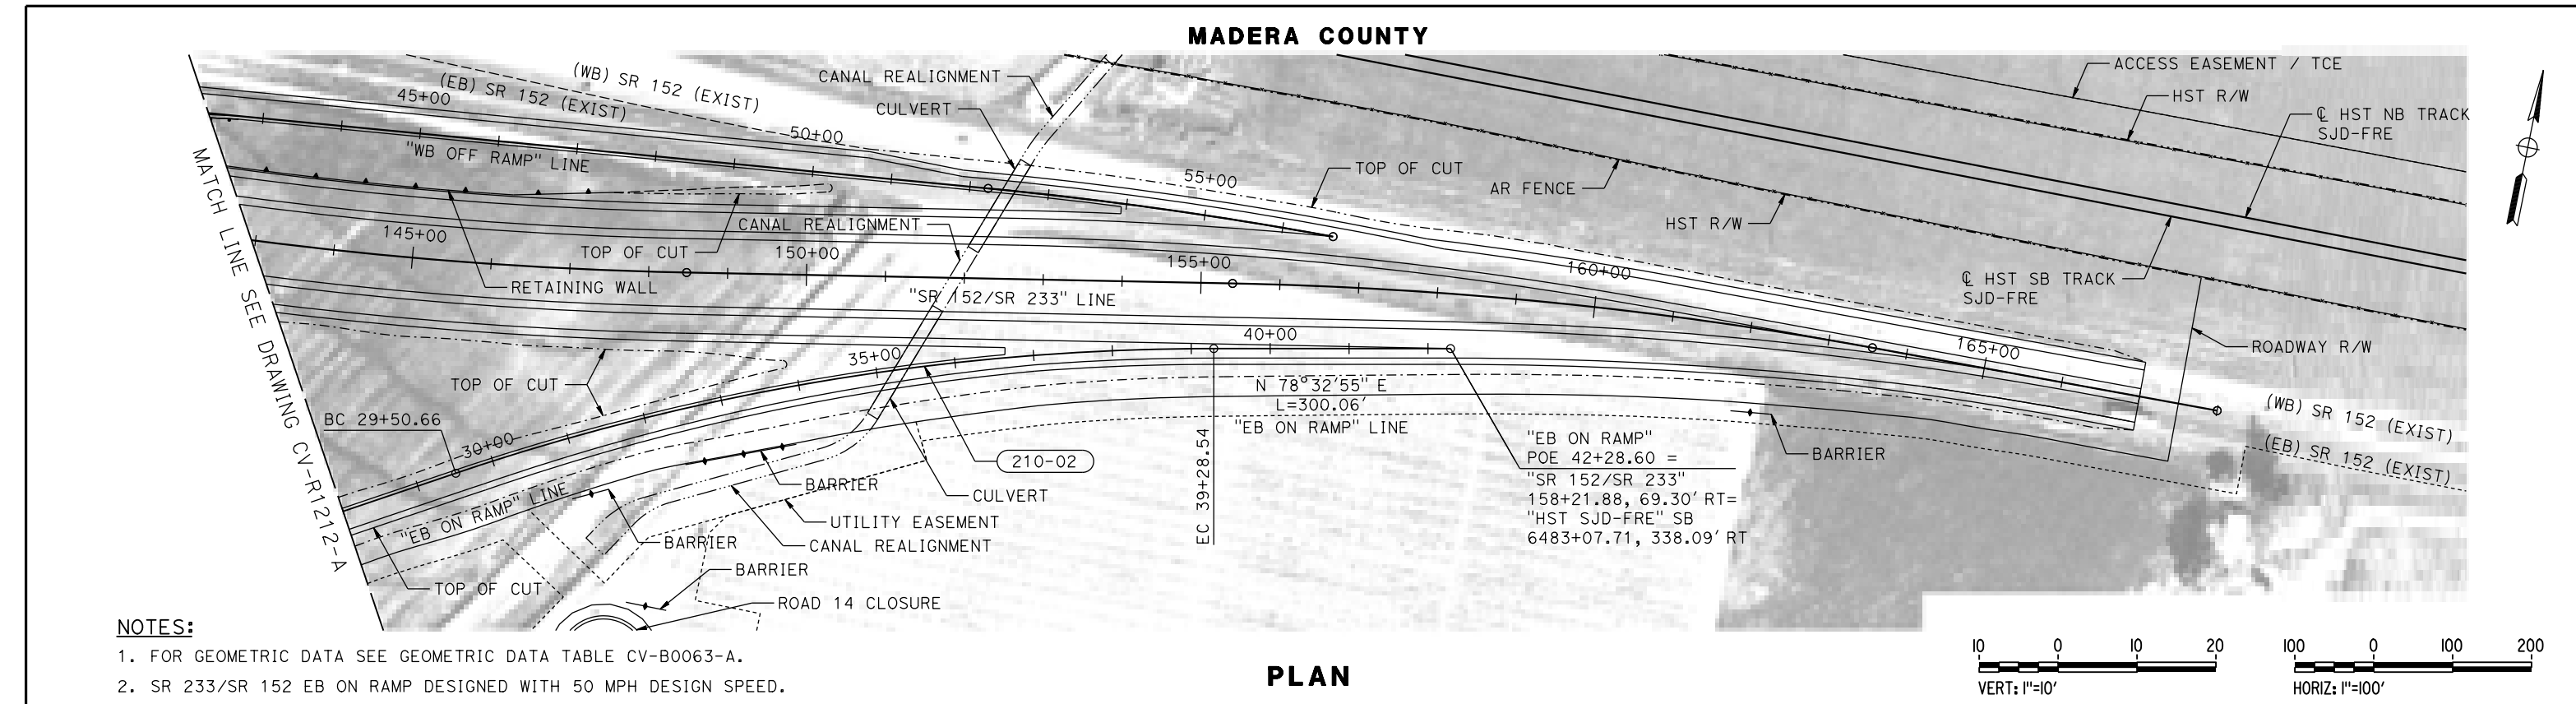 MADERA COUNTY
ACCESS EASEMENT / TCE
HST R/W
℄ HST NB TRACK
SJD-FRE
CANAL REALIGNMENT
CULVERT
(WB) SR 152 (EXIST)
(EB) SR 152 (EXIST)
45+00
50+00
"WB OFF RAMP" LINE
55+00
TOP OF CUT
AR FENCE
HST R/W
MATCH LINE SEE DRAWING CV-R1212-A
CANAL REALIGNMENT
TOP OF CUT
145+00
150+00
155+00
160+00
165+00
RETAINING WALL
"SR 152/SR 233" LINE
℄ HST SB TRACK
SJD-FRE
ROADWAY R/W
TOP OF CUT
35+00
40+00
N 78°32'55" E
L=300.06'
"EB ON RAMP" LINE
BC 29+50.66
30+00
EC 39+28.54
210-02
"EB ON RAMP"
POE 42+28.60 =
"SR 152/SR 233"
158+21.88, 69.30' RT=
"HST SJD-FRE" SB
6483+07.71, 338.09' RT
BARRIER
(WB) SR 152 (EXIST)
(EB) SR 152 (EXIST)
BARRIER
CULVERT
UTILITY EASEMENT
CANAL REALIGNMENT
"EB ON RAMP" LINE
BARRIER
BARRIER
TOP OF CUT
ROAD 14 CLOSURE
NOTES:
1. FOR GEOMETRIC DATA SEE GEOMETRIC DATA TABLE CV-B0063-A.
2. SR 233/SR 152 EB ON RAMP DESIGNED WITH 50 MPH DESIGN SPEED.
PLAN
10 0 10 20
VERT: 1"=10'
100 0 100 200
HORIZ: 1"=100'